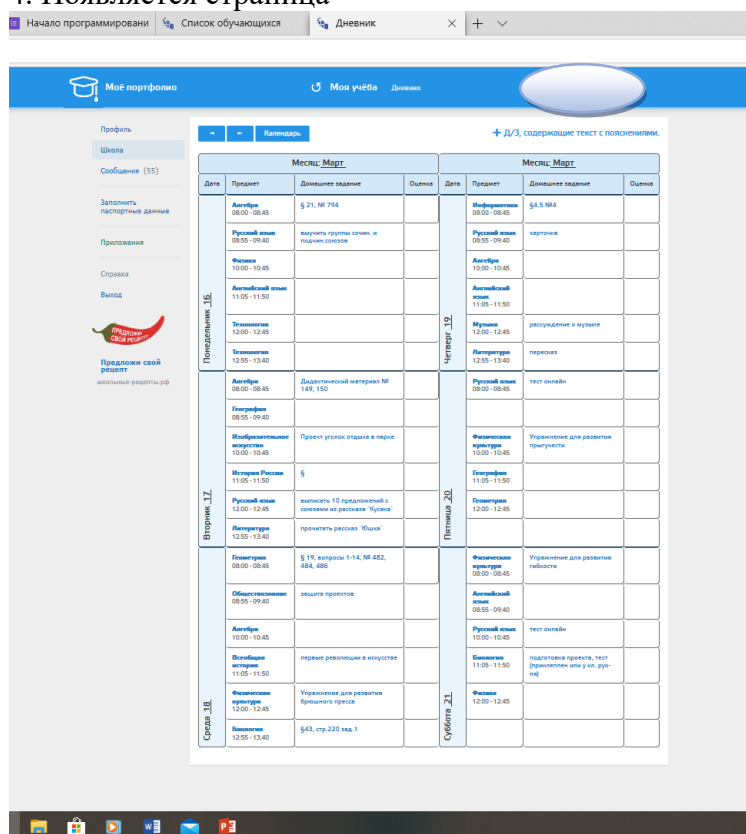 4. Появляется страница
Начало программировани
Список обучающихся
Дневник
Моё портфолио
Моя учёба Дневник
Профиль
Школа
Сообщения (55)
Заполнить
паспортные данные
Приложения
Справка
Выход
ПРЕДЛОЖИ
СВОЙ РЕЦЕПТ
Предложи свой
рецепт
школьные-рецепты.рф
Календарь
+ Д/З, содержащие текст с пояснениями.
Месяц: Март
Дата Предмет Домашнее задание Оценка
Понедельник 16
Алгебра § 21, № 794
08:00 - 08:45
Русский язык выучить группы сочин. и
08:55 - 09:40 подчин.союзов
Физика
10:00 - 10:45
Английский язык
11:05 - 11:50
Технология
12:00 - 12:45
Технология
12:55 - 13:40
Вторник 17
Алгебра Дидактический материал №
08:00 - 08:45 149, 150
География
08:55 - 09:40
Изобразительное Проект уголок отдыха в парке
искусство
10:00 - 10:45
История России §
11:05 - 11:50
Русский язык выписать 10 предложений с
12:00 - 12:45 союзами из рассказа "Кусака"
Литература прочитать рассказ "Юшка"
12:55 - 13:40
Среда 18
Геометрия § 19, вопросы 1-14, № 482,
08:00 - 08:45 484, 486
Обществознание защита проектов
08:55 - 09:40
Алгебра
10:00 - 10:45
Всеобщая первые революции в искусстве
история
11:05 - 11:50
Физическая Упражнение для развития
культура брюшного пресса
12:00 - 12:45
Биология §43, стр.220 зад.1
12:55 - 13:40
Месяц: Март
Дата Предмет Домашнее задание Оценка
Четверг 19
Информатика §4.5 №4
08:00 - 08:45
Русский язык карточка
08:55 - 09:40
Алгебра
10:00 - 10:45
Английский
язык
11:05 - 11:50
Музыка рассуждение о музыке
12:00 - 12:45
Литература пересказ
12:55 - 13:40
Пятница 20
Русский язык тест онлайн
08:00 - 08:45
Физическая Упражнение для развития
культура прыгучести
10:00 - 10:45
География
11:05 - 11:50
Геометрия
12:00 - 12:45
Суббота 21
Физическая Упражнение для развития
культура гибкости
08:00 - 08:45
Английский
язык
08:55 - 09:40
Русский язык тест онлайн
10:00 - 10:45
Биология подготовка проекта, тест
11:05 - 11:50 (прикреплен или у кл. рук-
ля)
Физика
12:00 - 12:45